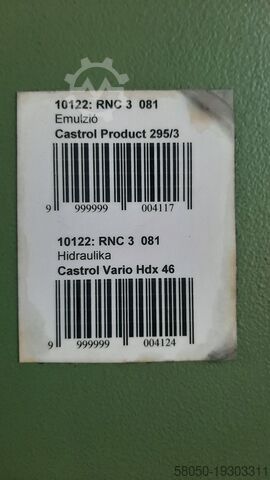 10122: RNC 3 081
Emulzió
Castrol Product 295/3
9 999999 004117
10122: RNC 3 081
Hidraulika
Castrol Vario Hdx 46
9 999999 004124
58050-19303311